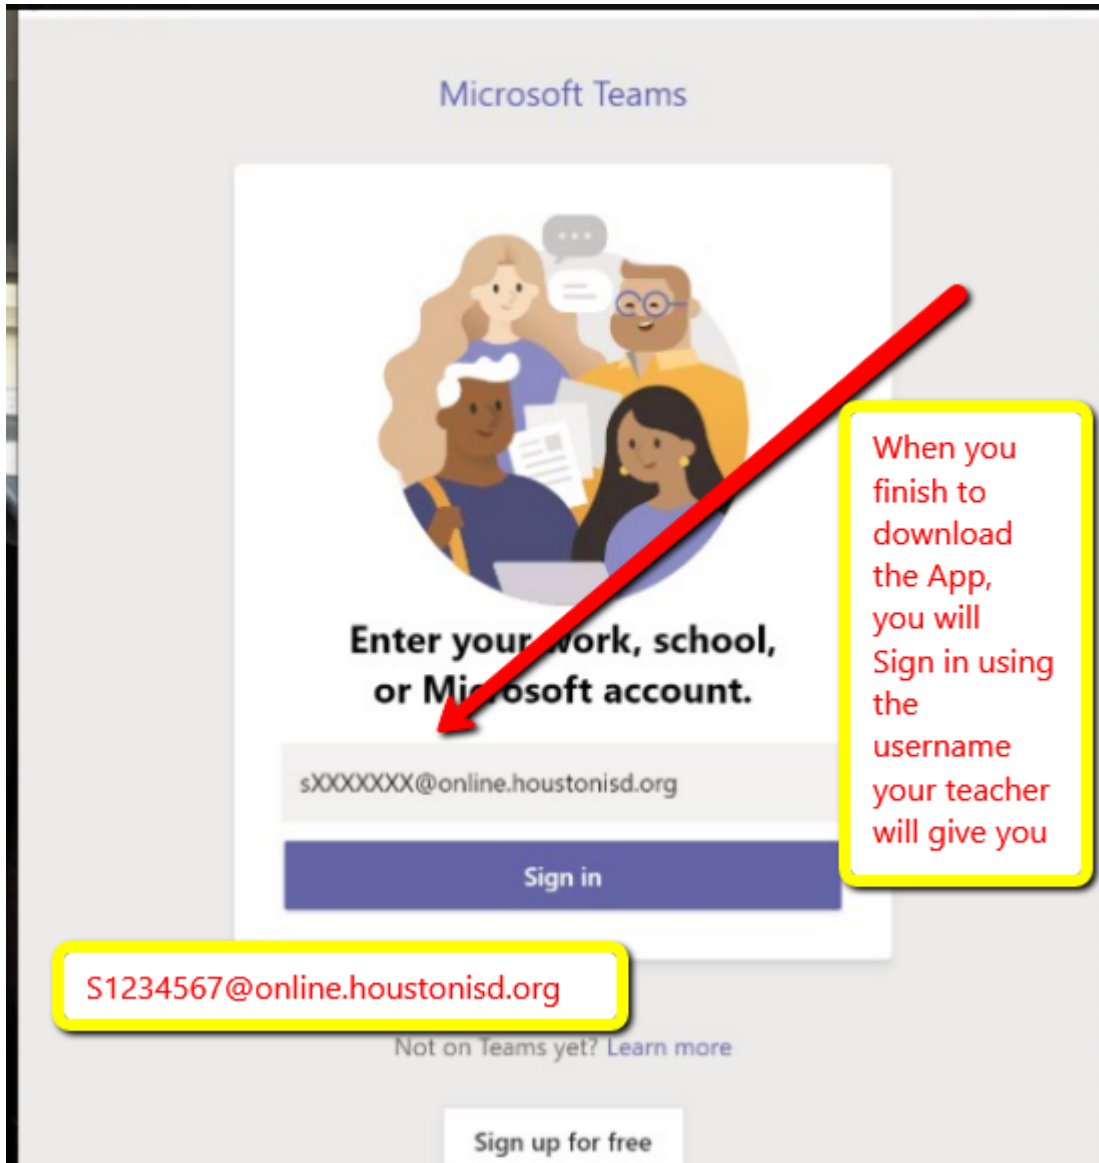 Microsoft Teams
Enter your work, school,
or Microsoft account.
sXXXXXXX@online.houstonisd.org
Sign in
When you
finish to
download
the App,
you will
Sign in using
the
username
your teacher
will give you
S1234567@online.houstonisd.org
Not on Teams yet? Learn more
Sign up for free